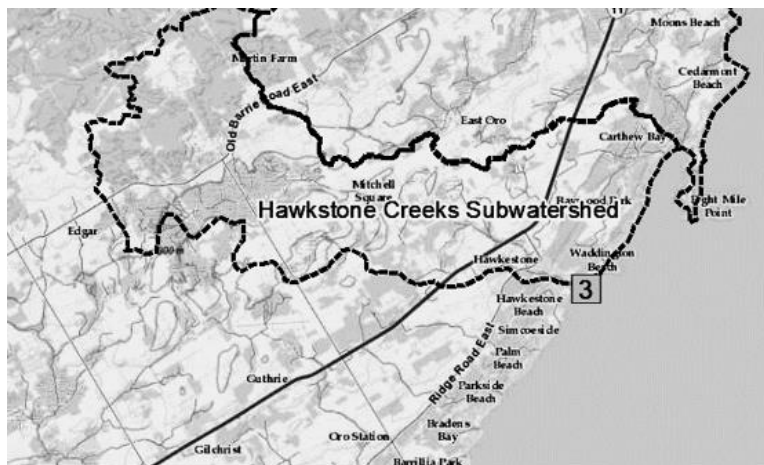 11
Moons Beach
Martin Farm
Cedarmont
Beach
Old Barrie Road East
East Oro
Carthew Bay
Mitchell
Square
Eight Mile
Point
Hawkstone Creeks Subwatershed
Edgar
Waddington
Beach
Hawkestone
3
Hawkestone
Beach
Simcoeside
Ridge Road East
Palm
Beach
Guthrie
Parkside
Beach
Bradens
Bay
Oro Station
Gilchrist
Barrillia Park